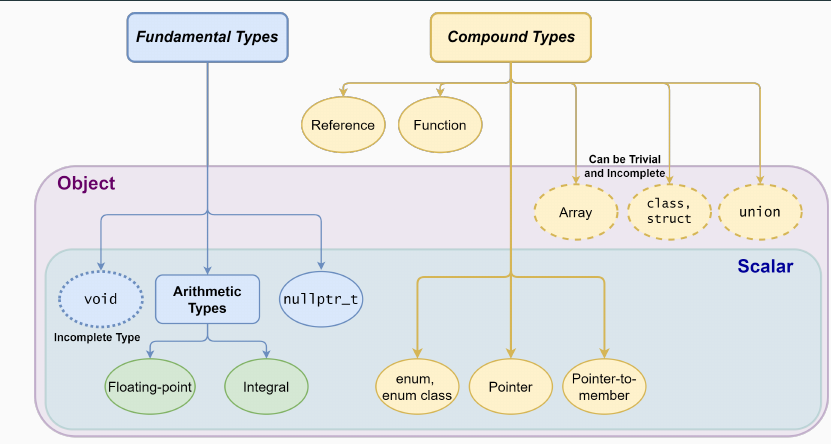 Fundamental Types
Compound Types
Reference
Function
Can be Trivial
and Incomplete
Object
Array
class,
struct
union
Scalar
void
Arithmetic
Types
nullptr_t
Incomplete Type
Floating-point
Integral
enum,
enum class
Pointer
Pointer-to-
member